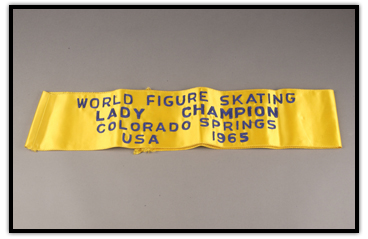 WORLD FIGURE SKATING
LADY CHAMPION
COLORADO SPRINGS
USA 1965